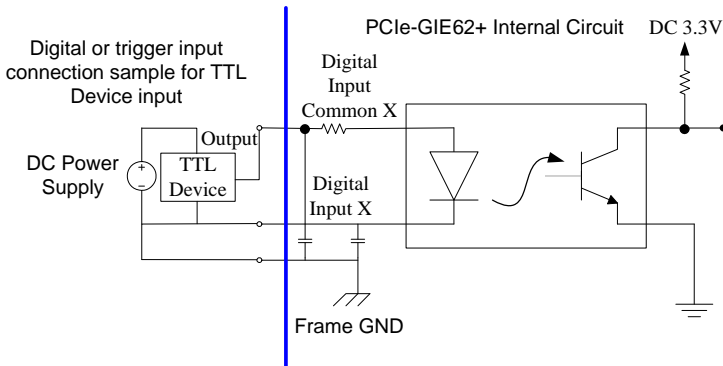 PCIe-GIE62+ Internal Circuit
DC 3.3V
Digital or trigger input
connection sample for TTL
Device input
Digital
Input
Common X
Output
DC Power
Supply
+
−
TTL
Device
Digital
Input X
Frame GND